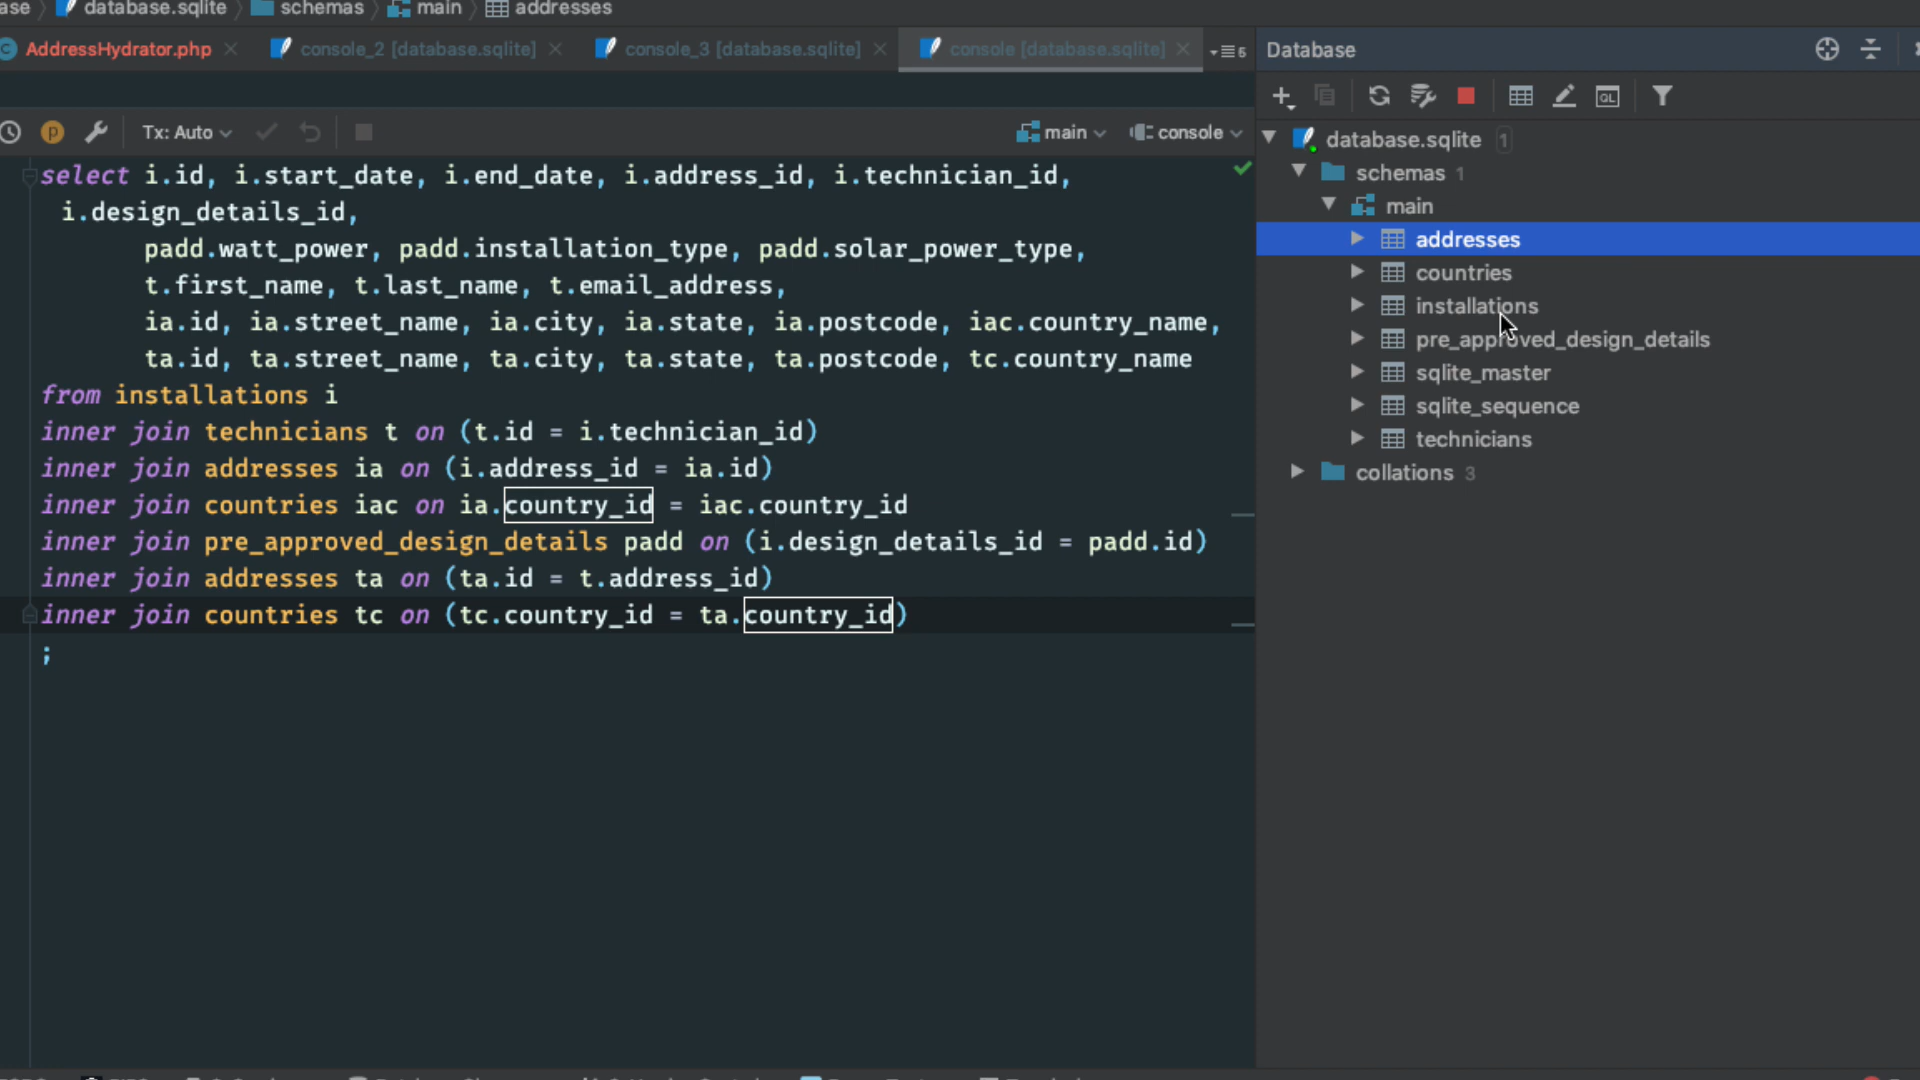 ase database.sqlite schemas main addresses
AddressHydrator.php console_2 [database.sqlite] console_3 [database.sqlite] console [database.sqlite] 5
Tx: Auto main console
select i.id, i.start_date, i.end_date, i.address_id, i.technician_id,
i.design_details_id,
padd.watt_power, padd.installation_type, padd.solar_power_type,
t.first_name, t.last_name, t.email_address,
ia.id, ia.street_name, ia.city, ia.state, ia.postcode, iac.country_name,
ta.id, ta.street_name, ta.city, ta.state, ta.postcode, tc.country_name
from installations i
inner join technicians t on (t.id = i.technician_id)
inner join addresses ia on (i.address_id = ia.id)
inner join countries iac on ia.country_id = iac.country_id
inner join pre_approved_design_details padd on (i.design_details_id = padd.id)
inner join addresses ta on (ta.id = t.address_id)
inner join countries tc on (tc.country_id = ta.country_id)
;
Database
QL
database.sqlite 1
schemas 1
main
addresses
countries
installations
pre_approved_design_details
sqlite_master
sqlite_sequence
technicians
collations 3